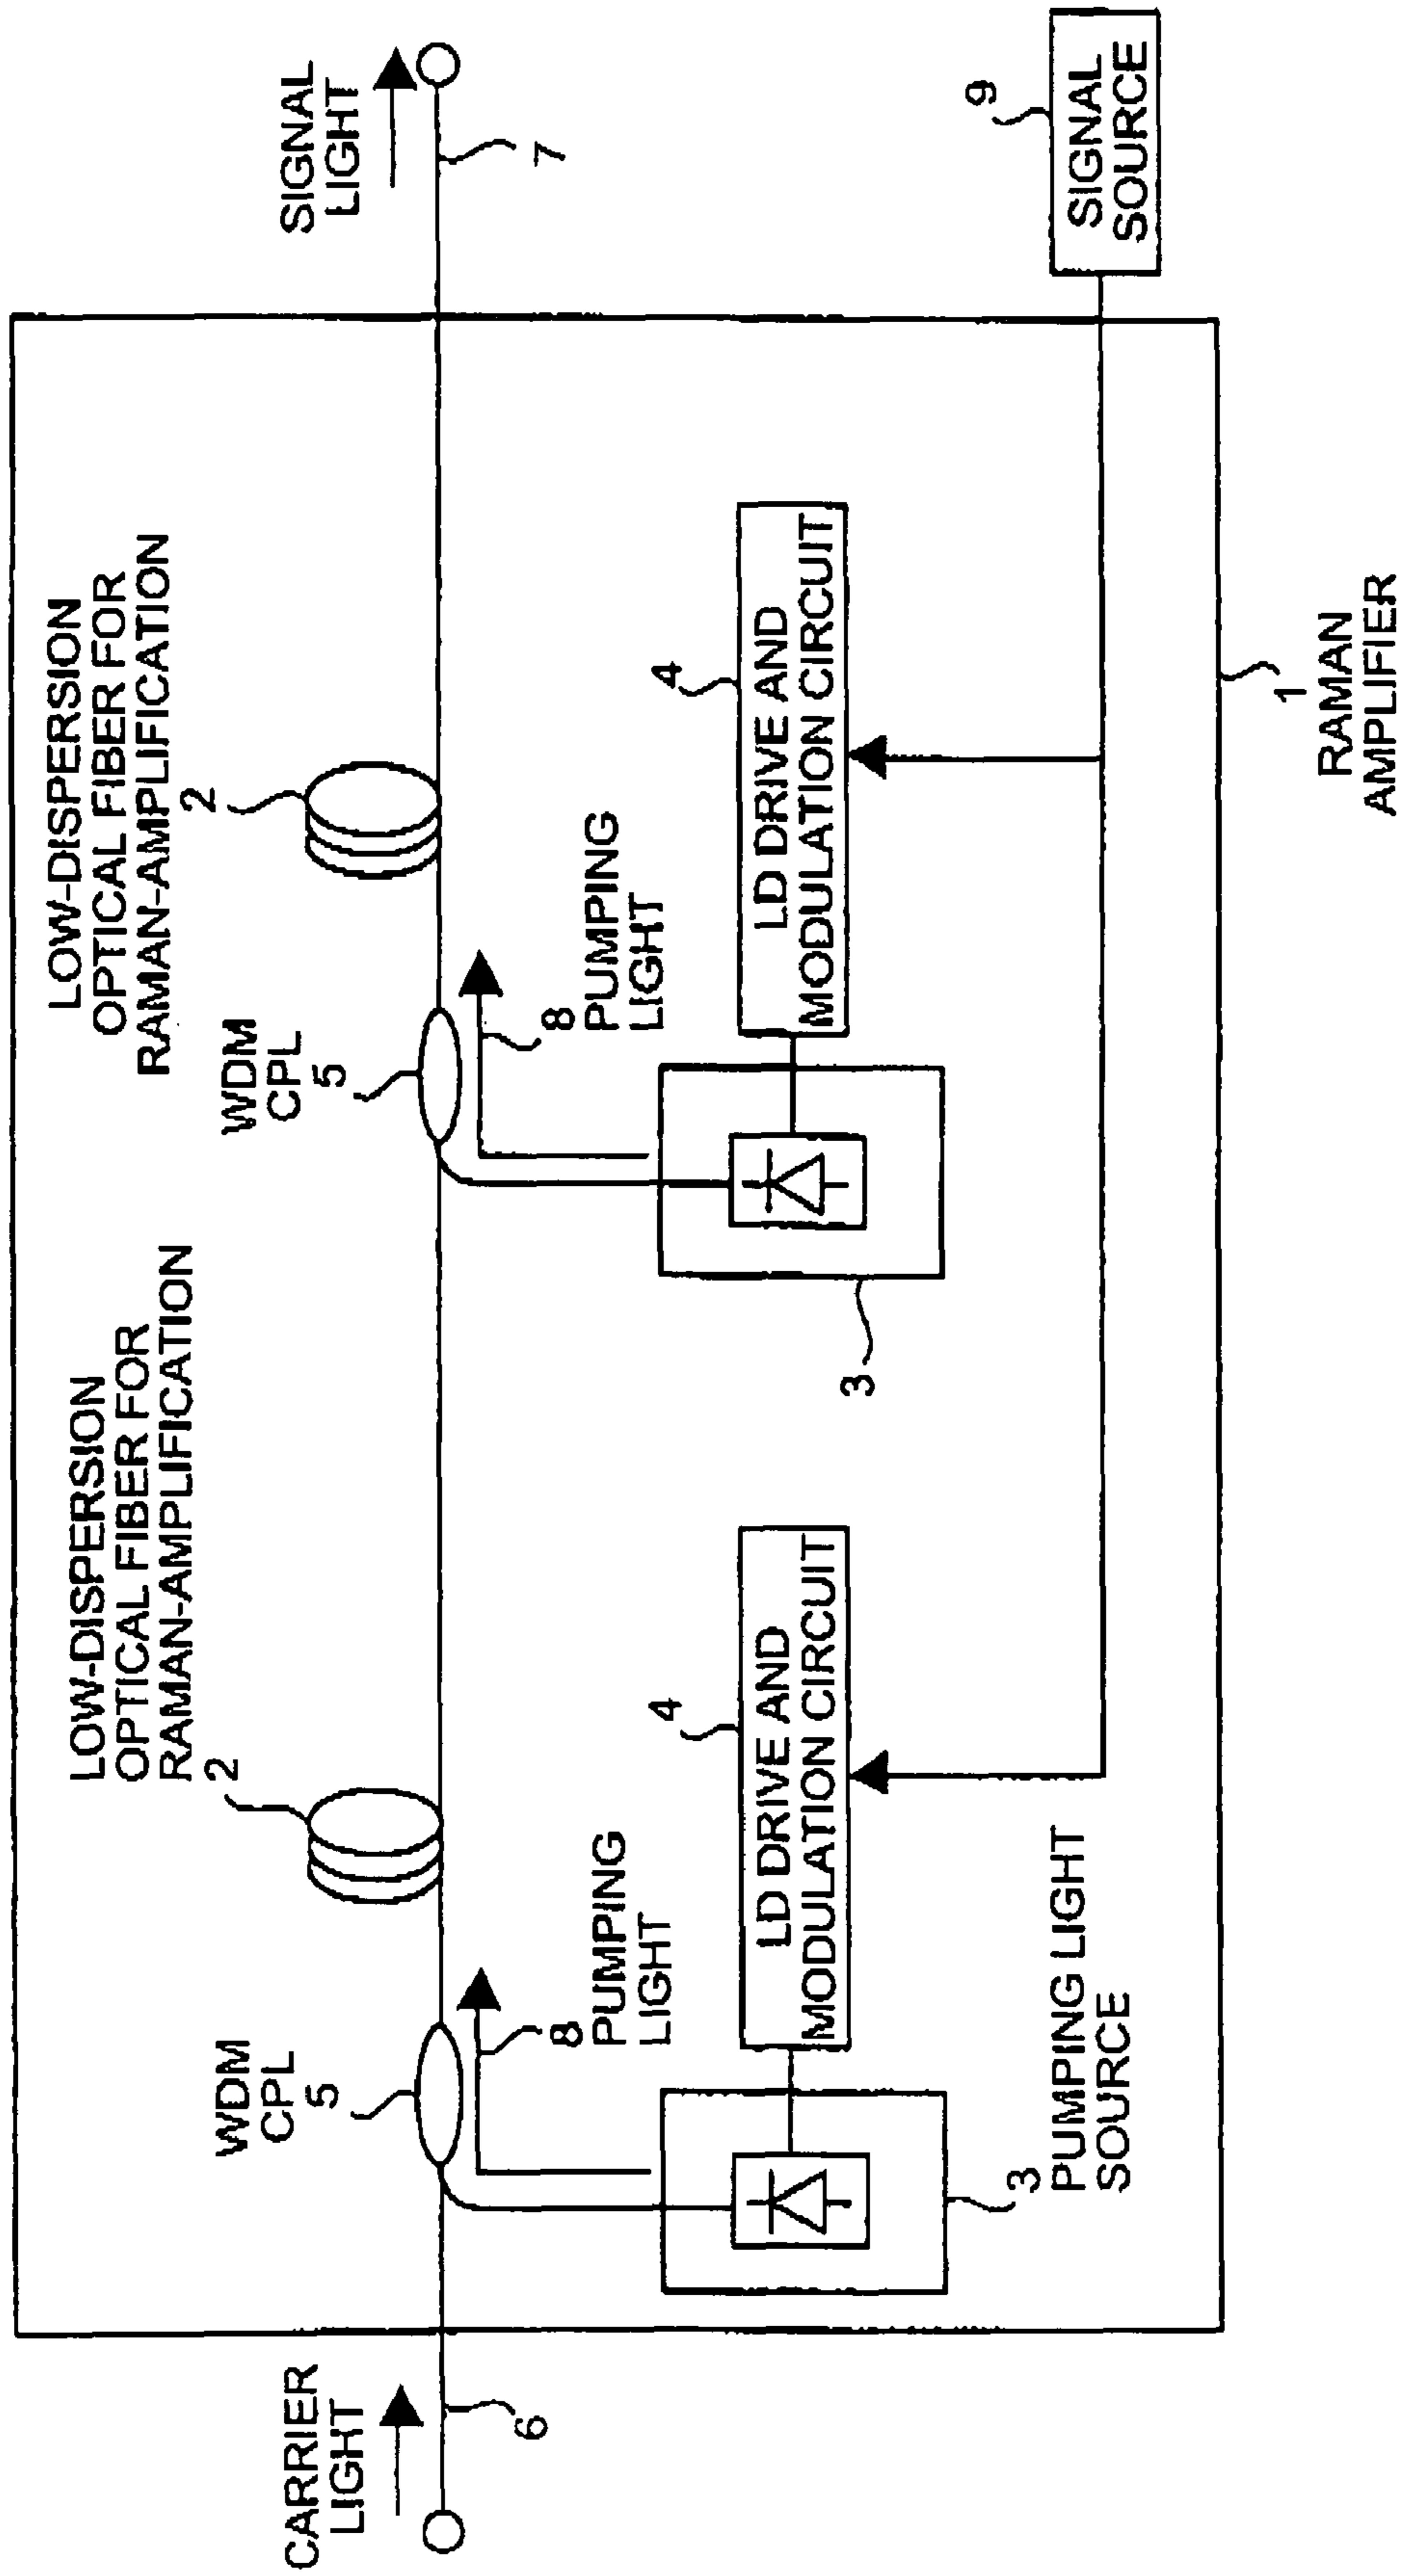 LOW-DISPERSION
OPTICAL FIBER FOR
RAMAN-AMPLIFICATION
2
LOW-DISPERSION
OPTICAL FIBER FOR
RAMAN-AMPLIFICATION
2
CARRIER
LIGHT
6
WDM
CPL
5
WDM
CPL
5
SIGNAL
LIGHT
7
8
PUMPING
LIGHT
8
PUMPING
LIGHT
4
LD DRIVE AND
MODULATION CIRCUIT
4
LD DRIVE AND
MODULATION CIRCUIT
3
PUMPING LIGHT
SOURCE
3
9
SIGNAL
SOURCE
1
RAMAN
AMPLIFIER